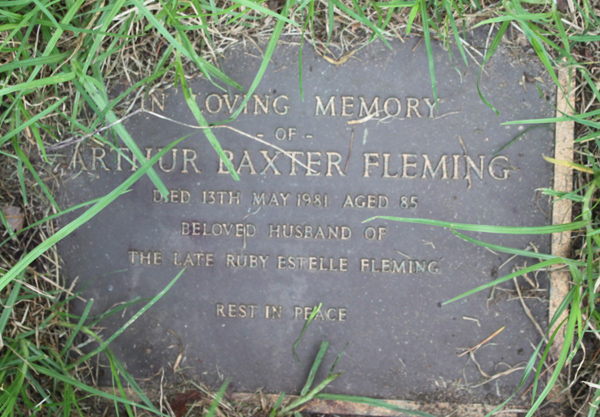 IN LOVING MEMORY
- OF -
ARTHUR BAXTER FLEMING
DIED 13TH MAY 1981 AGED 85
BELOVED HUSBAND OF
THE LATE RUBY ESTELLE FLEMING
REST IN PEACE